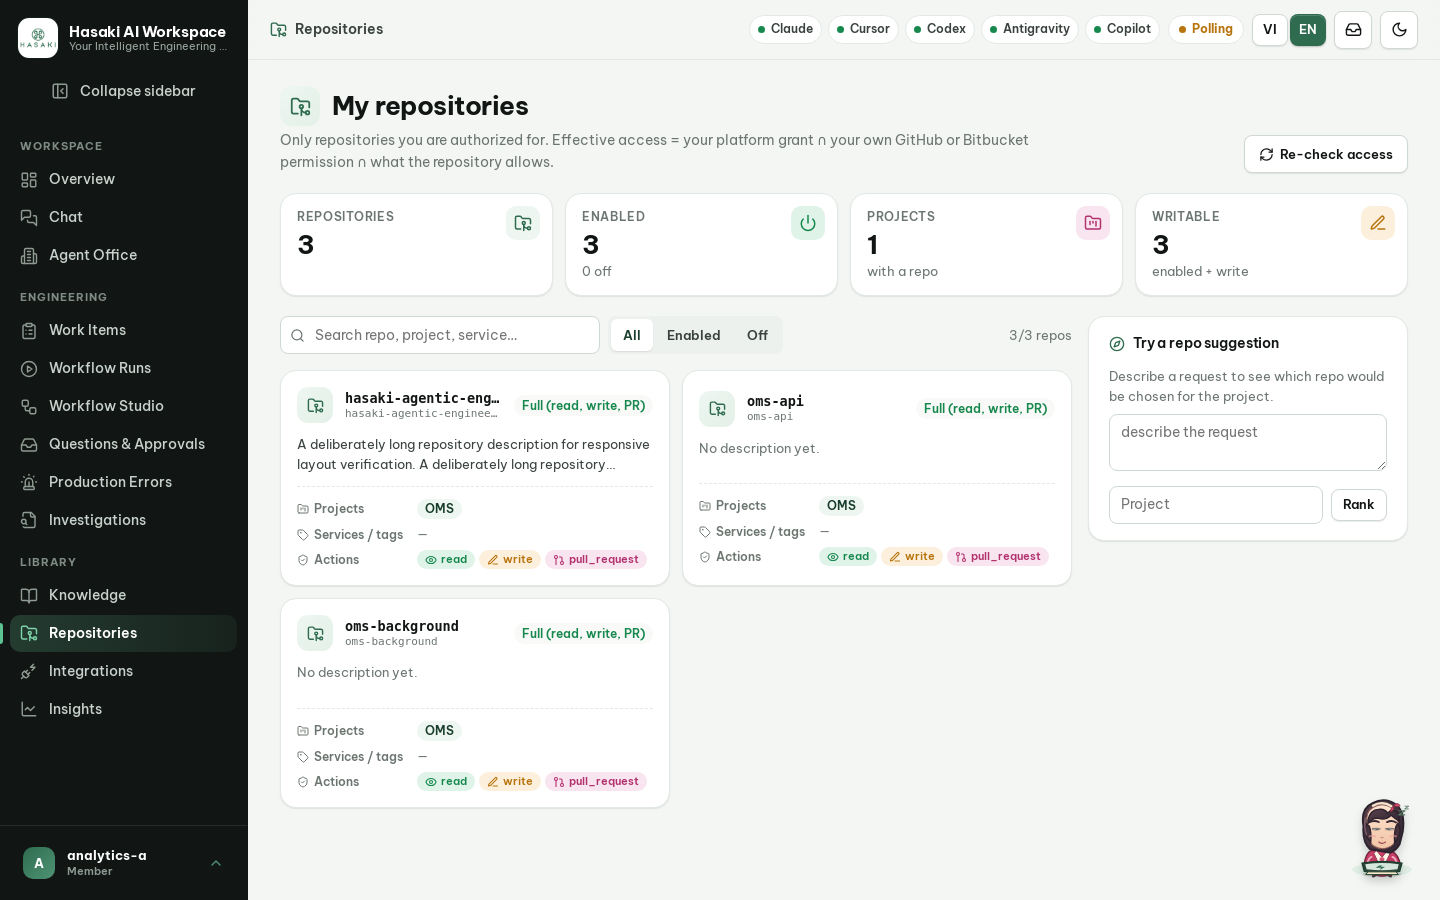 HASAKI
Hasaki AI Workspace
Your Intelligent Engineering ...
Collapse sidebar
WORKSPACE
Overview
Chat
Agent Office
ENGINEERING
Work Items
Workflow Runs
Workflow Studio
Questions & Approvals
Production Errors
Investigations
LIBRARY
Knowledge
Repositories
Integrations
Insights
A
analytics-a
Member
Repositories
Claude
Cursor
Codex
Antigravity
Copilot
Polling
VI
EN
My repositories
Only repositories you are authorized for. Effective access = your platform grant ∩ your own GitHub or Bitbucket
permission ∩ what the repository allows.
Re-check access
REPOSITORIES
3
ENABLED
3
0 off
PROJECTS
1
with a repo
WRITABLE
3
enabled + write
Search repo, project, service...
All
Enabled
Off
3/3 repos
hasaki-agentic-eng...
hasaki-agentic-enginee...
Full (read, write, PR)
A deliberately long repository description for responsive
layout verification. A deliberately long repository...
Projects
OMS
Services / tags
—
Actions
read
write
pull_request
oms-api
oms-api
Full (read, write, PR)
No description yet.
Projects
OMS
Services / tags
—
Actions
read
write
pull_request
oms-background
oms-background
Full (read, write, PR)
No description yet.
Projects
OMS
Services / tags
—
Actions
read
write
pull_request
Try a repo suggestion
Describe a request to see which repo would
be chosen for the project.
describe the request
Project
Rank